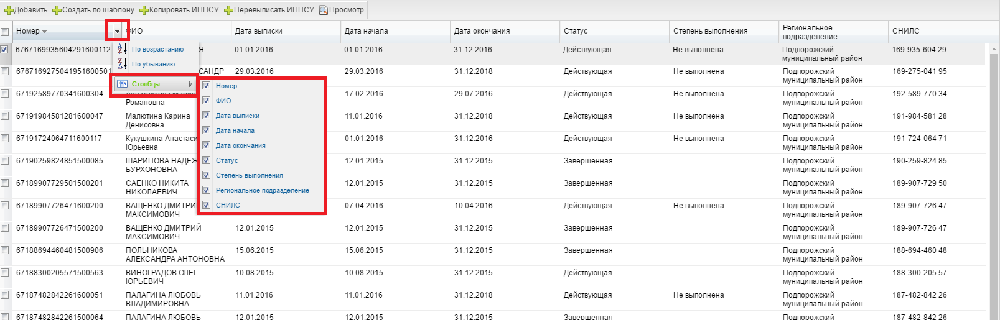 Добавить Создать по шаблону Копировать ИППСУ Перевыписать ИППСУ Просмотр
Номер ФИО Дата выписки Дата начала Дата окончания Статус Степень выполнения Региональное подразделение СНИЛС
67671699356042916001​12 Я 01.01.2016 01.01.2016 31.12.2016 Действующая Не выполнена Подпорожский муниципальный район 169-935-604 29
По возрастанию
По убыванию
Столбцы
Номер
ФИО
Дата выписки
Дата начала
Дата окончания
Статус
Степень выполнения
Региональное подразделение
СНИЛС
6767169275041951600501 САНДР 29.03.2016 29.03.2016 31.12.2018 Действующая Не выполнена Подпорожский муниципальный район 169-275-041 95
67192589770341600304 Романовна 17.02.2016 29.07.2016 Действующая Не выполнена Подпорожский муниципальный район 192-589-770 34
67191984581281600047 Малютина Карина Денисовна 11.01.2016 31.12.2018 Действующая Не выполнена Подпорожский муниципальный район 191-984-581 28
67191724064711600117 Кукушкина Анастаси Юрьевна 01.01.2016 31.12.2016 Действующая Не выполнена Подпорожский муниципальный район 191-724-064 71
67190259824851500085 ШАРИПОВА НАДЕЖ БУРХОНОВНА 12.01.2015 31.12.2015 Завершенная Подпорожский муниципальный район 190-259-824 85
67189907729501500201 САЕНКО НИКИТА НИКОЛАЕВИЧ 12.01.2015 31.12.2015 Завершенная Подпорожский муниципальный район 189-907-729 50
67189907726471600200 ВАЩЕНКО ДМИТРИ МАКСИМОВИЧ 07.04.2016 10.04.2016 Действующая Не выполнена Подпорожский муниципальный район 189-907-726 47
67189907726471500200 ВАЩЕНКО ДМИТРИЙ МАКСИМОВИЧ 12.01.2015 12.01.2015 31.12.2015 Завершенная Подпорожский муниципальный район 189-907-726 47
67188694460481500906 ПОЛЬНИКОВА АЛЕКСАНДРА АНТОНОВНА 15.06.2015 15.06.2015 31.12.2015 Завершенная Подпорожский муниципальный район 188-694-460 48
67188300205571500563 ВИНОГРАДОВ ОЛЕГ ЮРЬЕВИЧ 10.08.2015 10.08.2015 31.12.2015 Действующая Подпорожский муниципальный район 188-300-205 57
67187482842261600051 ПАЛАГИНА ЛЮБОВЬ ВЛАДИМИРОВНА 11.01.2016 11.01.2016 31.12.2018 Действующая Не выполнена Подпорожский муниципальный район 187-482-842 26
67187482842261500064 ПАЛАГИНА ЛЮБОВЬ 12.01.2015 12.01.2015 31.12.2015 Завершенная Подпорожский 187-482-842 26